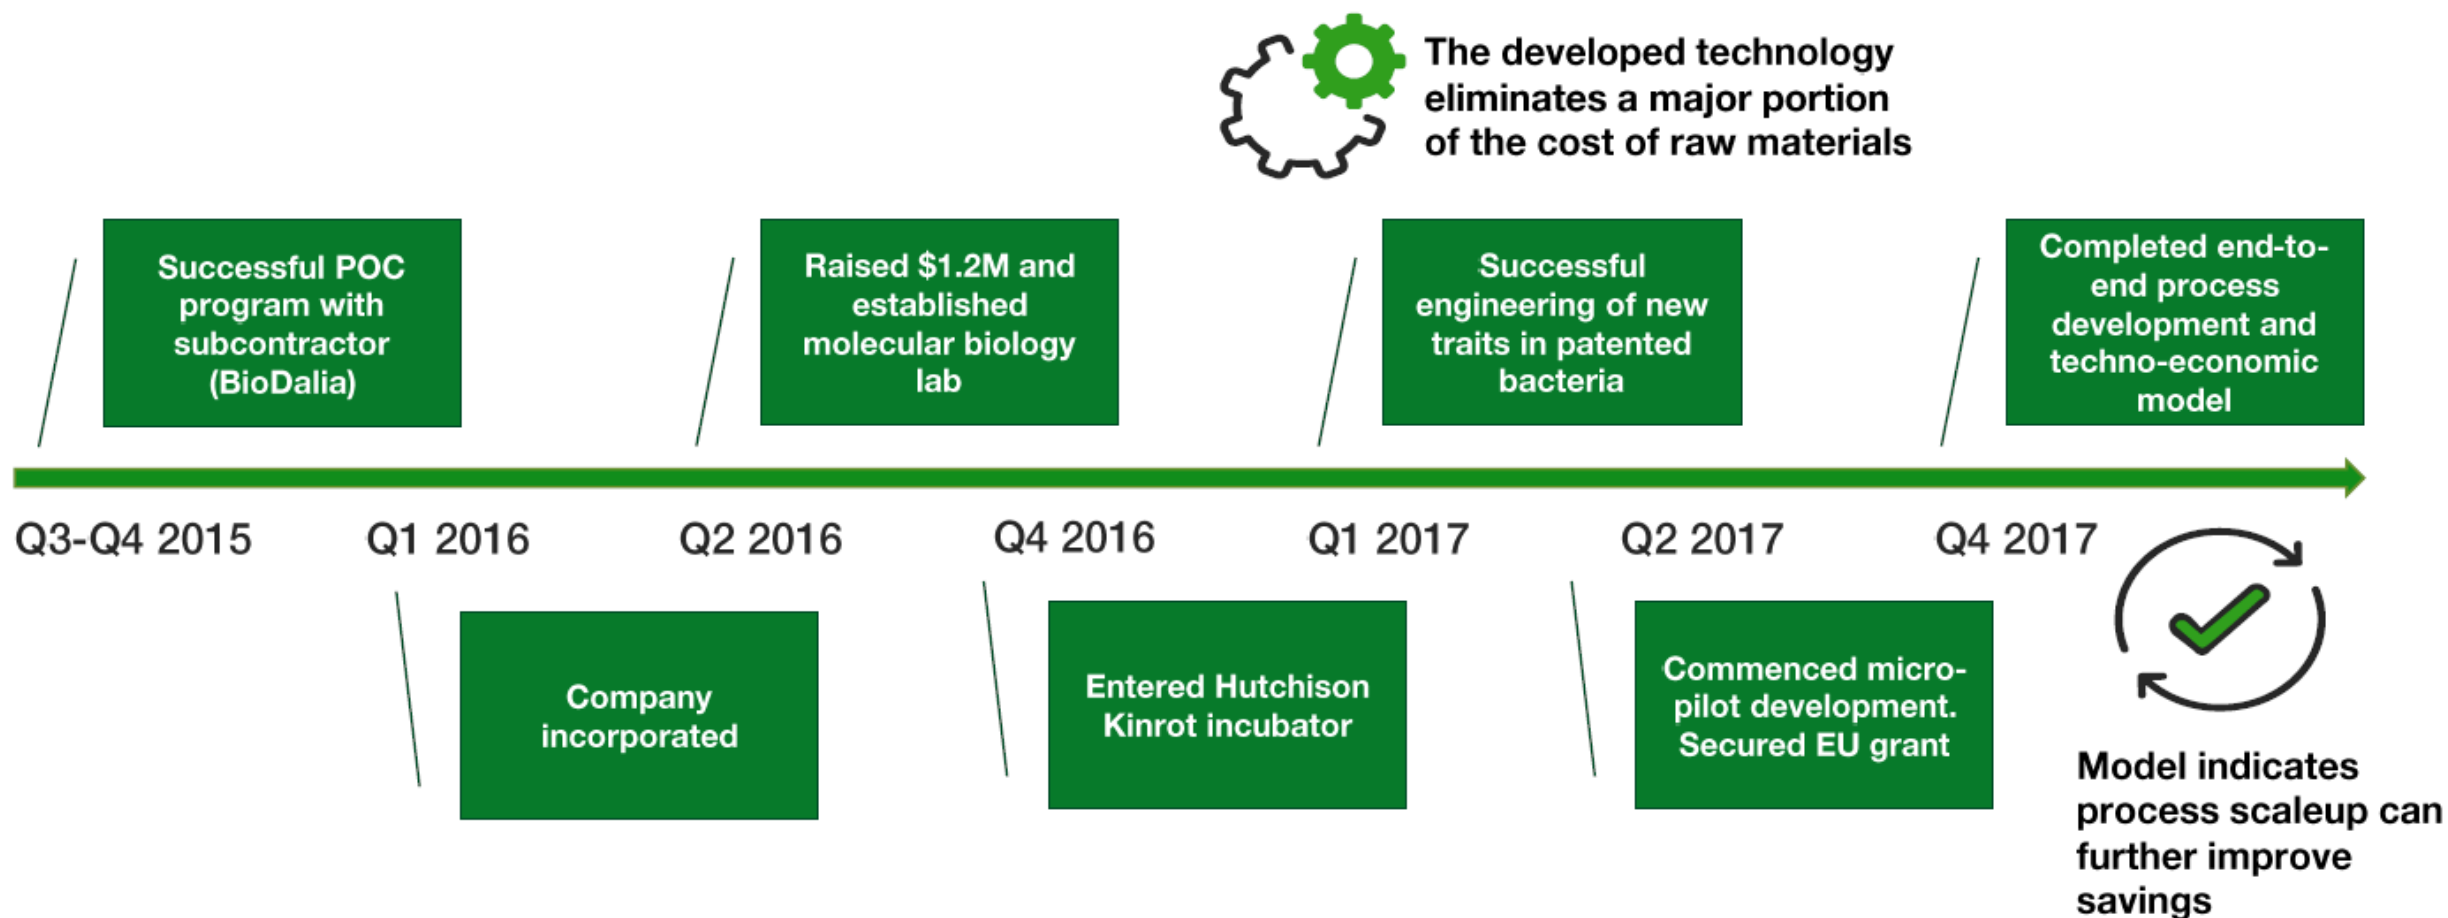 The developed technology
eliminates a major portion
of the cost of raw materials
Successful POC
program with
subcontractor
(BioDalia)
Raised $1.2M and
established
molecular biology
lab
Successful
engineering of new
traits in patented
bacteria
Completed end-to-
end process
development and
techno-economic
model
Q3-Q4 2015
Q1 2016
Q2 2016
Q4 2016
Q1 2017
Q2 2017
Q4 2017
Company
incorporated
Entered Hutchison
Kinrot incubator
Commenced micro-
pilot development.
Secured EU grant
Model indicates
process scaleup can
further improve
savings